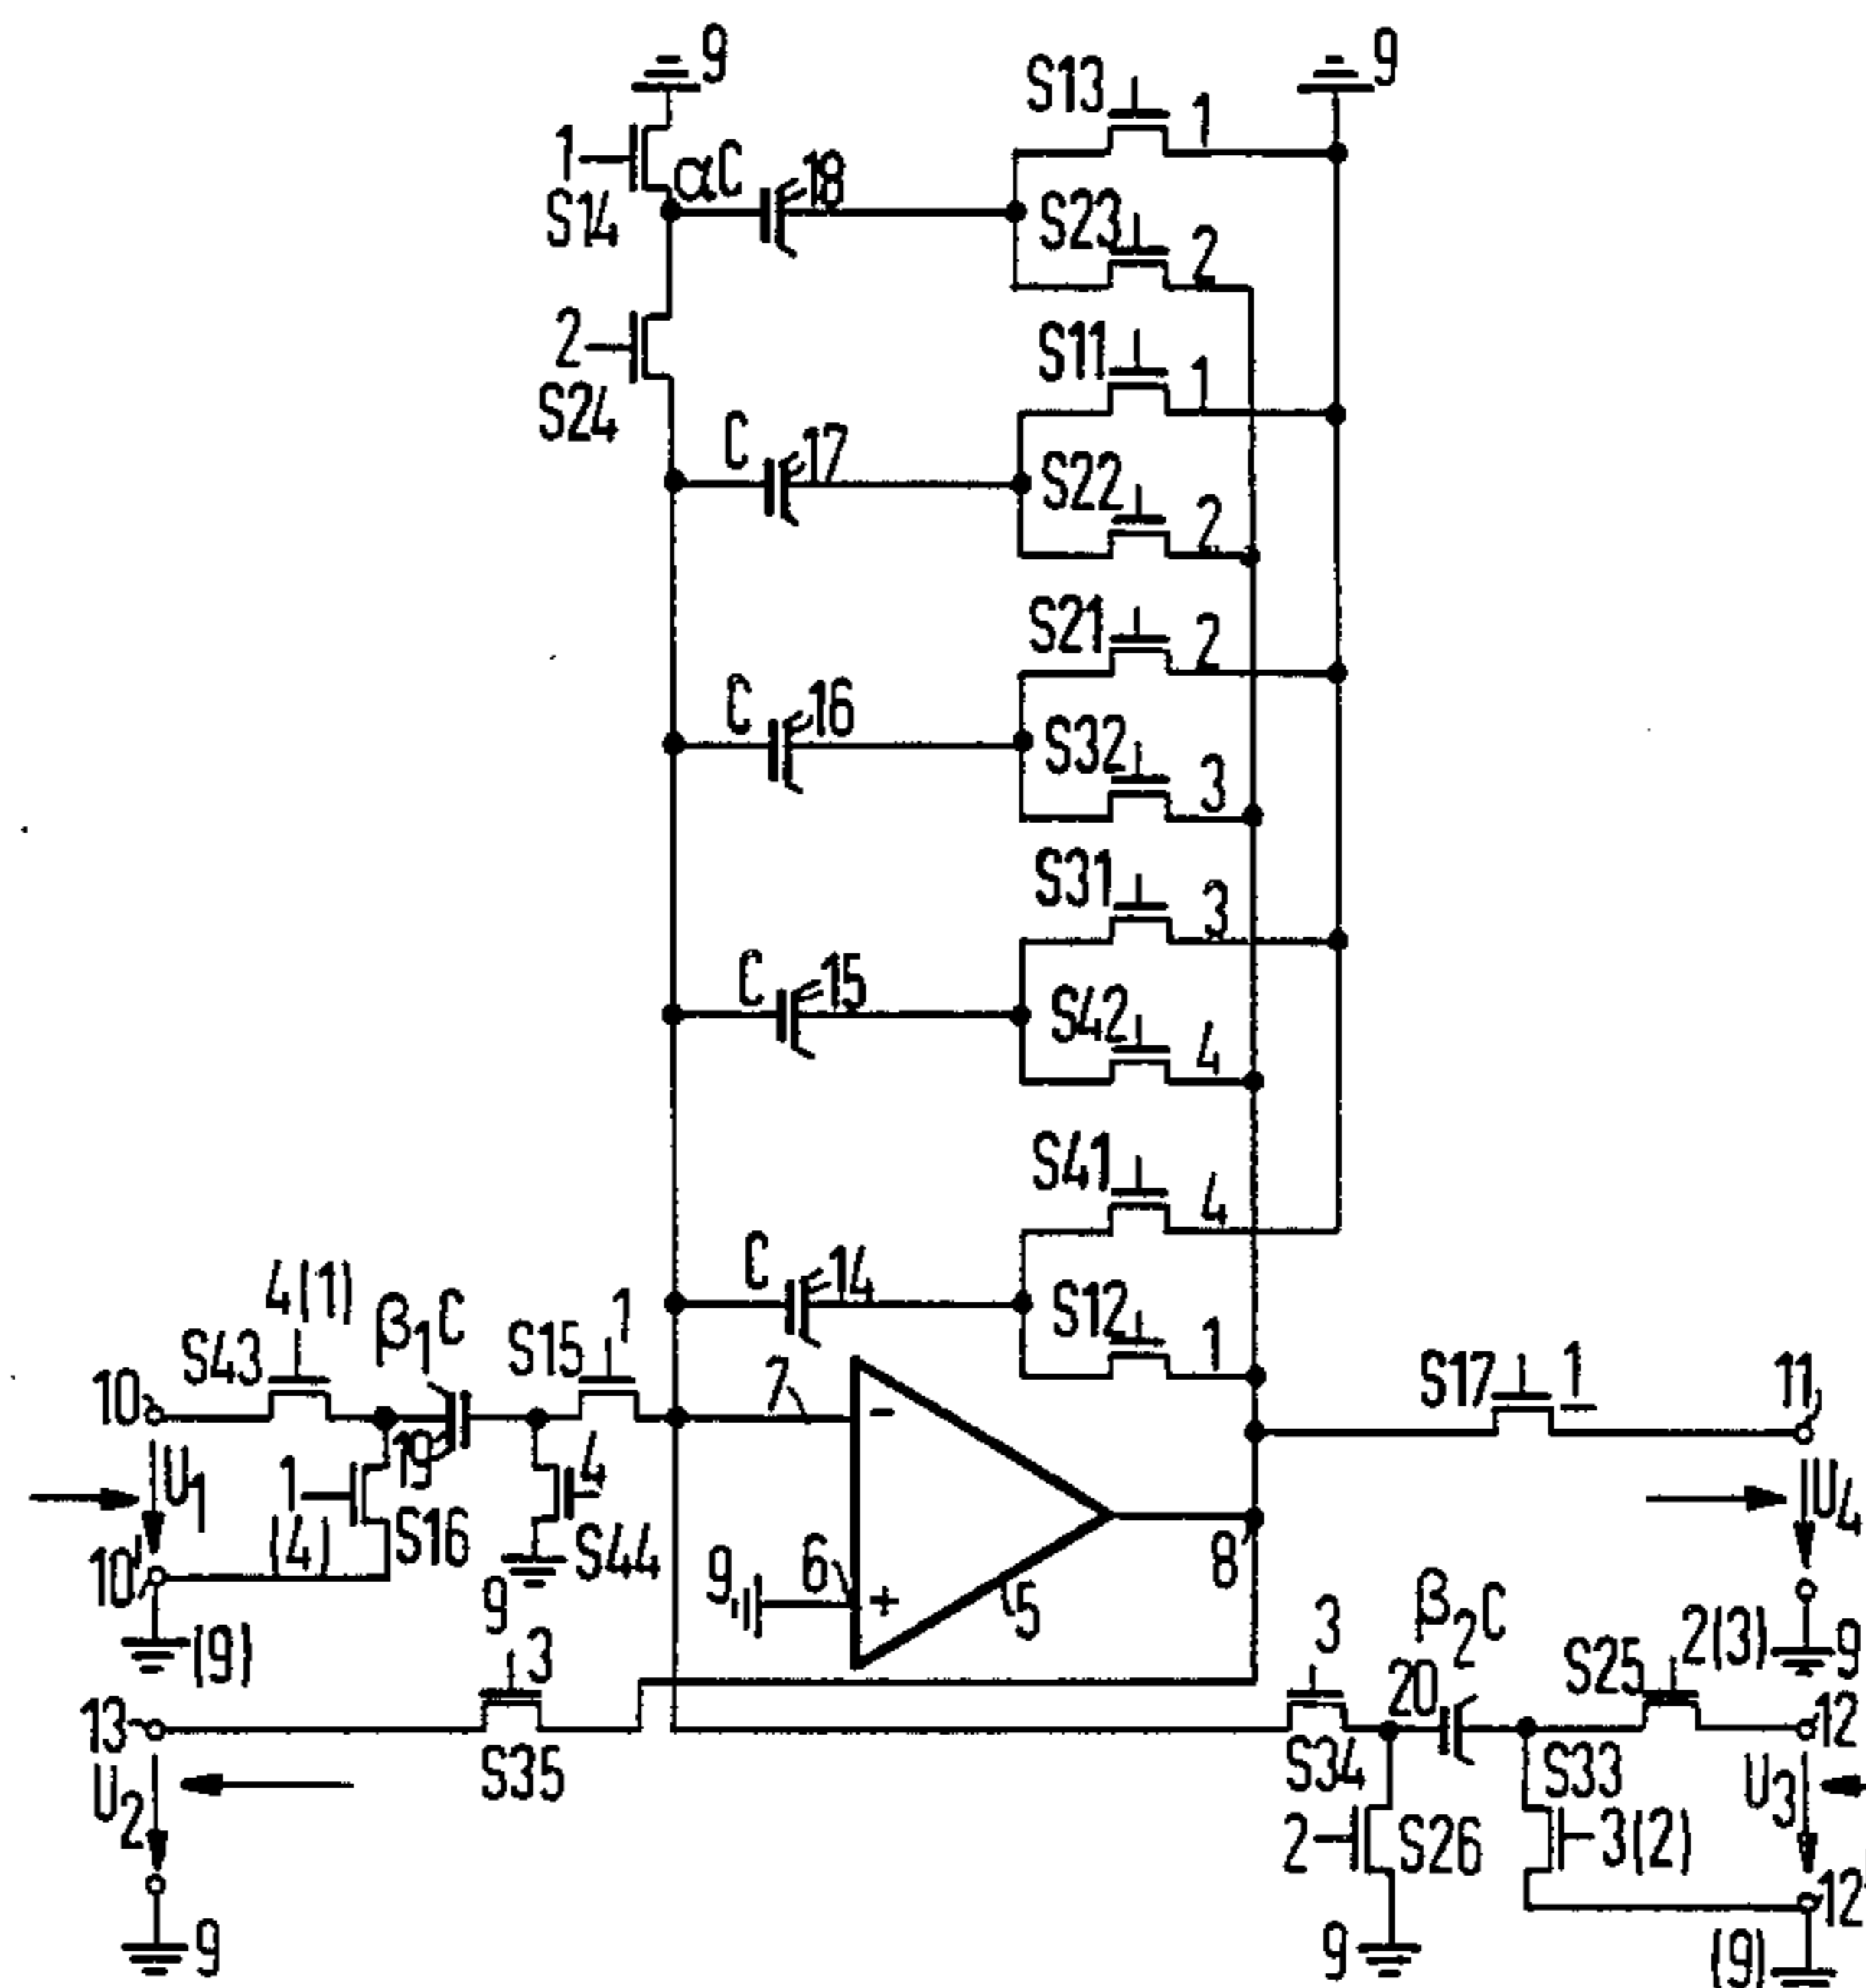 9
9
S13
1
1
S14
αC
18
S23
2
2
S24
S11
1
C
17
S22
2
S21
2
C
16
S32
3
S31
3
C
15
S42
4
S41
4
C
14
S12
1
4(1)
S43
β1C
S15
1
10
19
7
-
S17
1
11
U1
1
(4)
S16
4
S44
9
10'
(9)
9
6
+
5
8
U4
9
3
S35
13
U2
9
3
S34
20
β2C
S25
2(3)
12
2
S26
9
S33
3(2)
U3
12'
(9)